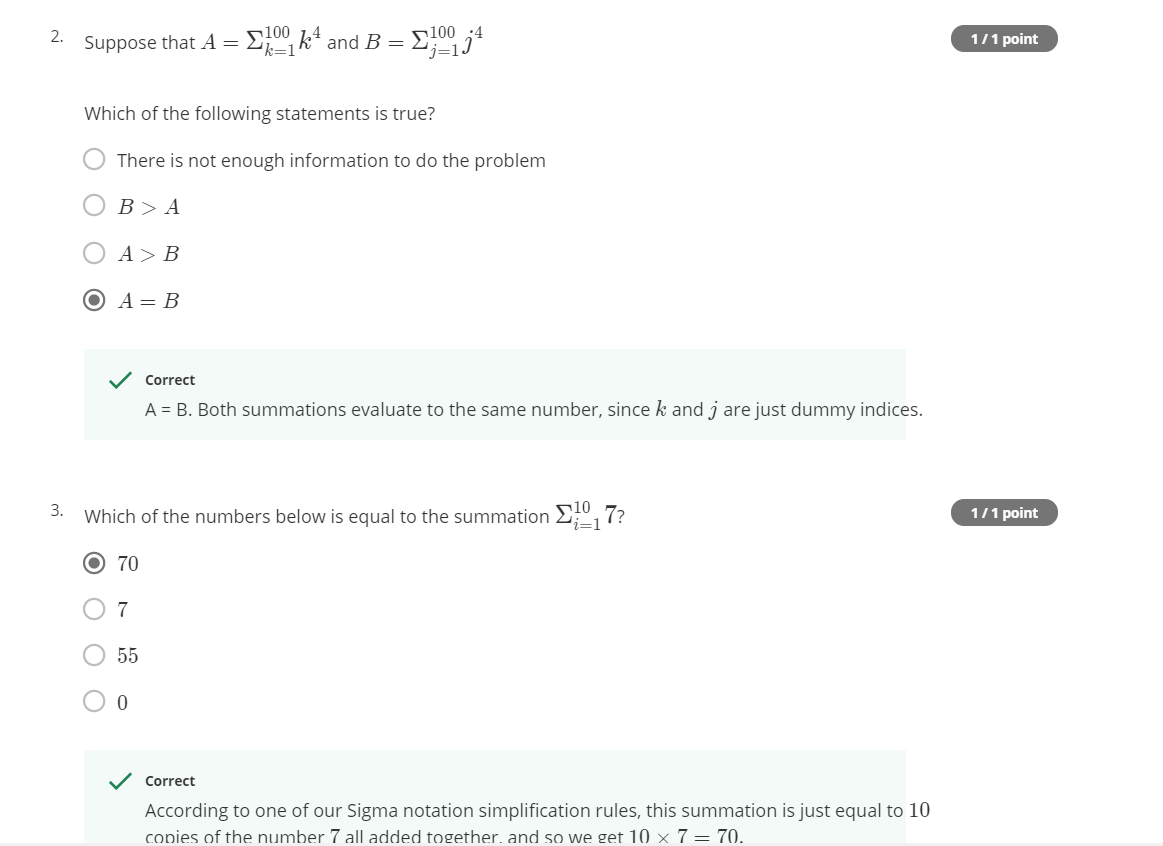 2. Suppose that A = Σ_{k=1}^{100} k^4 and B = Σ_{j=1}^{100} j^4 1 / 1 point
Which of the following statements is true?
There is not enough information to do the problem
B > A
A > B
A = B
Correct
A = B. Both summations evaluate to the same number, since k and j are just dummy indices.
3. Which of the numbers below is equal to the summation Σ_{i=1}^{10} 7? 1 / 1 point
70
7
55
0
Correct
According to one of our Sigma notation simplification rules, this summation is just equal to 10
copies of the number 7 all added together, and so we get 10 × 7 = 70.